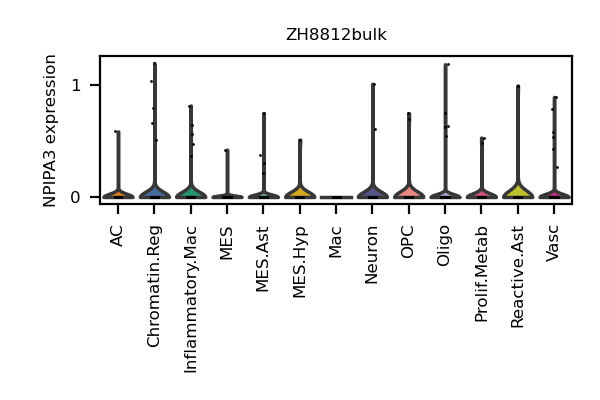 ZH8812bulk
NPIPA3 expression
1
0
AC
Chromatin.Reg
Inflammatory.Mac
MES
MES.Ast
MES.Hyp
Mac
Neuron
OPC
Oligo
Prolif.Metab
Reactive.Ast
Vasc